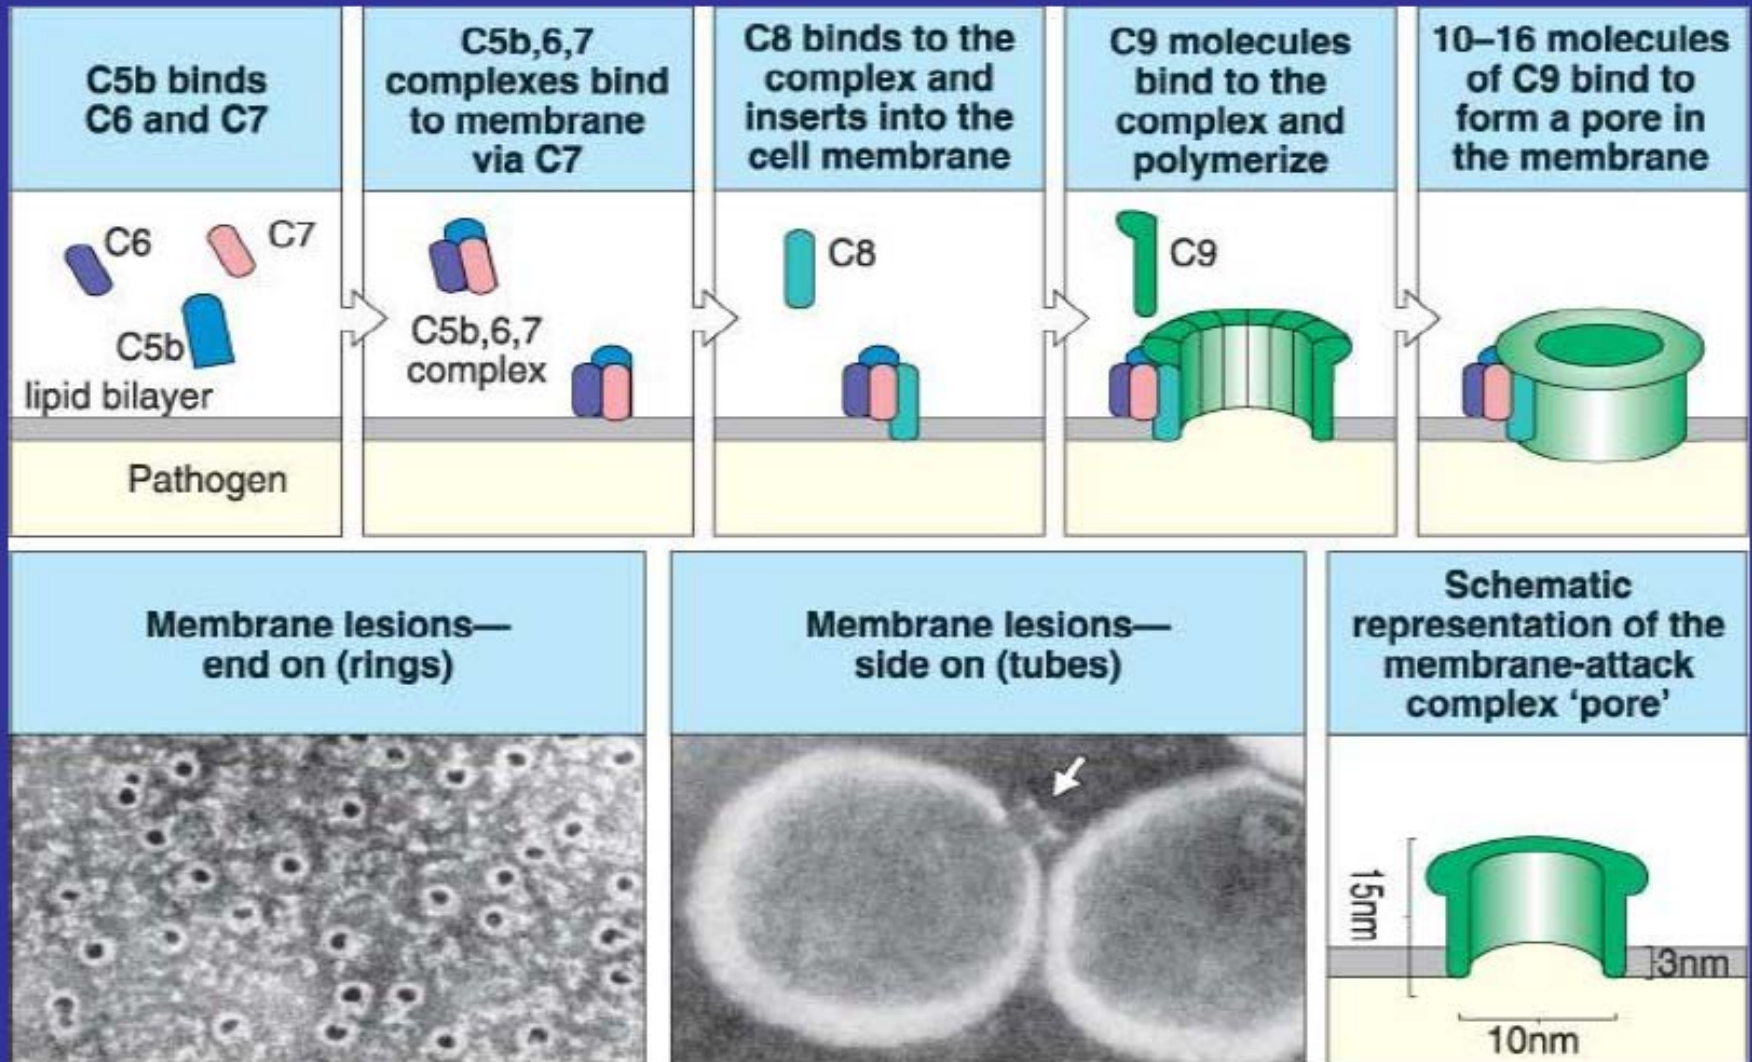 C5b binds
C6 and C7
C5b,6,7
complexes bind
to membrane
via C7
C8 binds to the
complex and
inserts into the
cell membrane
C9 molecules
bind to the
complex and
polymerize
10–16 molecules
of C9 bind to
form a pore in
the membrane
C6
C7
C5b
lipid bilayer
Pathogen
C5b,6,7
complex
C8
C9
Membrane lesions—
end on (rings)
Membrane lesions—
side on (tubes)
Schematic
representation of the
membrane-attack
complex ‘pore’
15nm
3nm
10nm